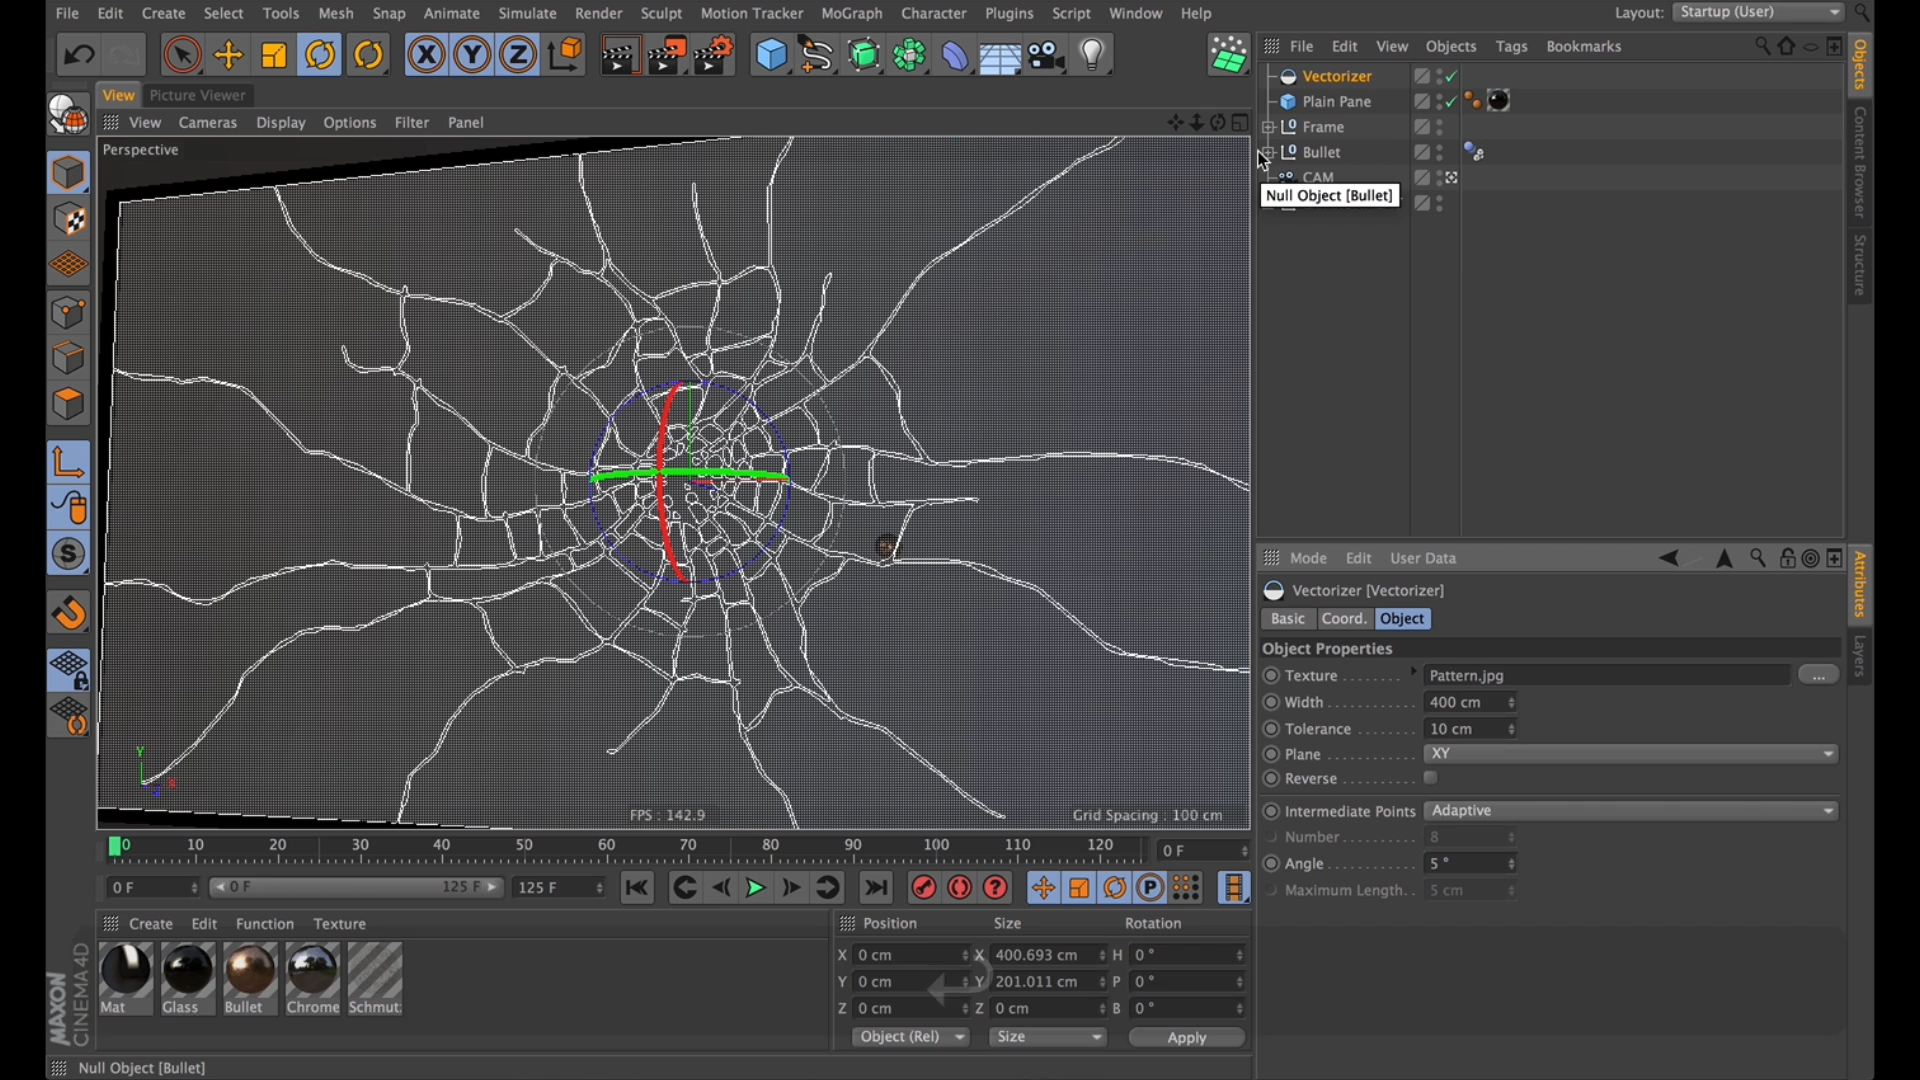 File Edit Create Select Tools Mesh Snap Animate Simulate Render Sculpt Motion Tracker MoGraph Character Plugins Script Window Help
Layout: Startup (User)
X Y Z
File Edit View Objects Tags Bookmarks
View Picture Viewer
View Cameras Display Options Filter Panel
Perspective
Vectorizer
Plain Pane
Frame
Bullet
CAM
Null Object [Bullet]
Objects
Content Browser
Structure
S
Y
X
Z
FPS : 142.9
Grid Spacing : 100 cm
0 10 20 30 40 50 60 70 80 90 100 110 120
0 F
0 F
0 F
125 F
125 F
P
Mode Edit User Data
Vectorizer [Vectorizer]
Basic Coord. Object
Object Properties
Texture Pattern.jpg ...
Width 400 cm
Tolerance 10 cm
Plane XY
Reverse
Intermediate Points Adaptive
Number 8
Angle 5 °
Maximum Length 5 cm
Attributes
Layers
Create Edit Function Texture
Mat Glass Bullet Chrome Schmut:
Position Size Rotation
X 0 cm X 400.693 cm H 0 °
Y 0 cm Y 201.011 cm P 0 °
Z 0 cm Z 0 cm B 0 °
Object (Rel) Size Apply
MAXON
CINEMA 4D
Null Object [Bullet]